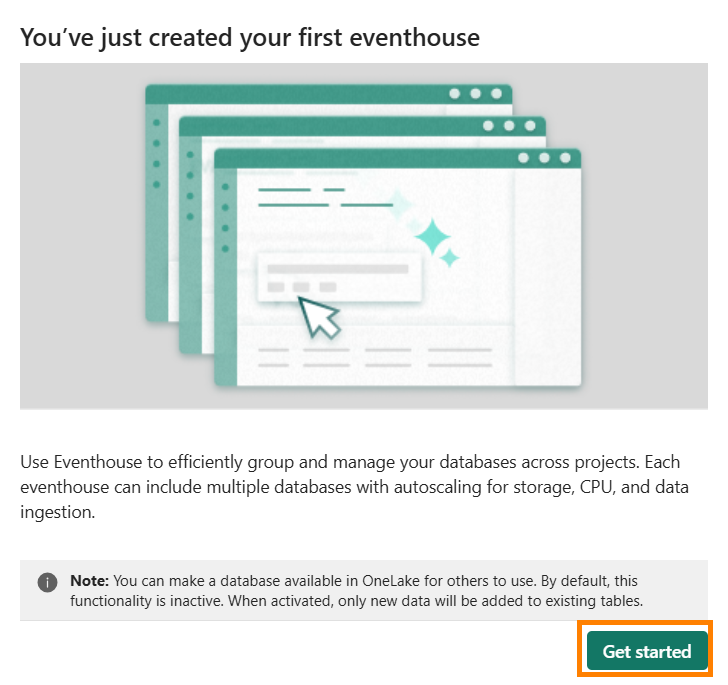 You’ve just created your first eventhouse
Use Eventhouse to efficiently group and manage your databases across projects. Each
eventhouse can include multiple databases with autoscaling for storage, CPU, and data
ingestion.
Note: You can make a database available in OneLake for others to use. By default, this
functionality is inactive. When activated, only new data will be added to existing tables.
Get started